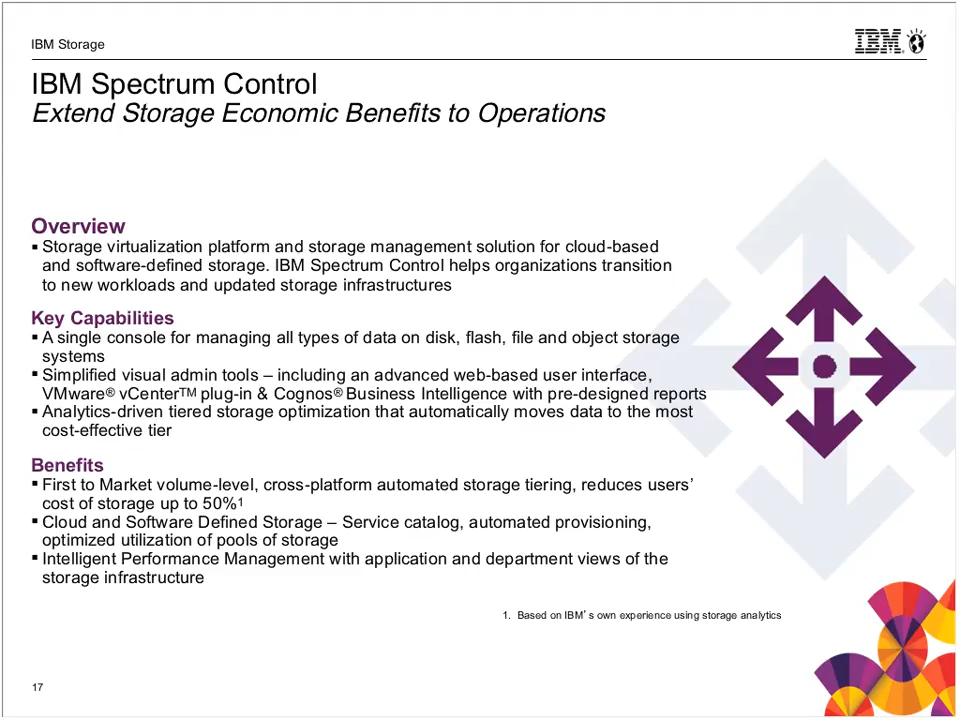 IBM Storage
IBM®
IBM Spectrum Control
Extend Storage Economic Benefits to Operations
Overview
▪ Storage virtualization platform and storage management solution for cloud-based
and software-defined storage. IBM Spectrum Control helps organizations transition
to new workloads and updated storage infrastructures
Key Capabilities
▪ A single console for managing all types of data on disk, flash, file and object storage
systems
▪ Simplified visual admin tools – including an advanced web-based user interface,
VMware® vCenter™ plug-in & Cognos® Business Intelligence with pre-designed reports
▪ Analytics-driven tiered storage optimization that automatically moves data to the most
cost-effective tier
Benefits
▪ First to Market volume-level, cross-platform automated storage tiering, reduces users’
cost of storage up to 50%1
▪ Cloud and Software Defined Storage – Service catalog, automated provisioning,
optimized utilization of pools of storage
▪ Intelligent Performance Management with application and department views of the
storage infrastructure
1. Based on IBM’ s own experience using storage analytics
17